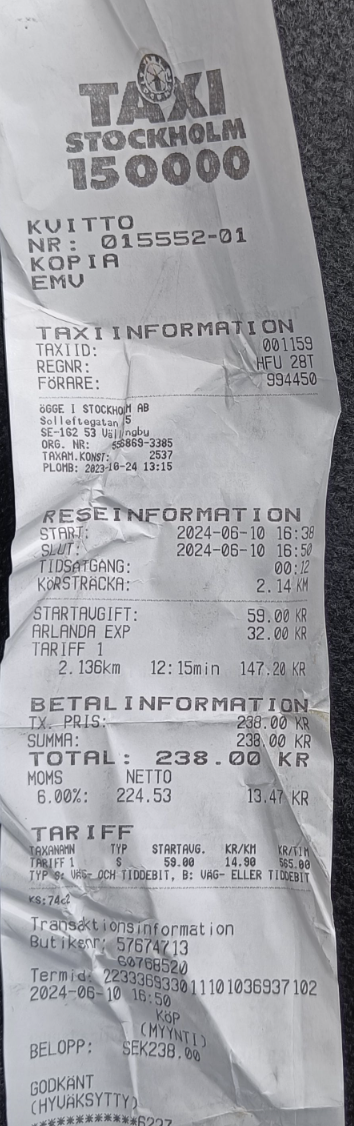 TAXI
STOCKHOLM
150000
KVITTO
NR: 015552-01
KOPIA
EMV
TAXIINFORMATION
TAXIID: 001159
REGNR: HFU 28T
FÖRARE: 994450
ÖGGE I STOCKHOLM AB
Solleftegatan 5
SE-162 53 Vällingby
ORG. NR: 556869-3385
TAXAM.KONST: 2537
PLOMB: 2023-10-24 13:15
RESEINFORMATION
START: 2024-06-10 16:38
SLUT: 2024-06-10 16:50
TIDSÅTGÅNG: 00:12
KÖRSTRÄCKA: 2.14 KM
STARTAVGIFT: 59.00 KR
ARLANDA EXP 32.00 KR
TARIFF 1
2.136km 12:15min 147.20 KR
BETALINFORMATION
TX. PRIS: 238.00 KR
SUMMA: 238.00 KR
TOTAL: 238.00 KR
MOMS NETTO
6.00%: 224.53 13.47 KR
TARIFF
TAXANAMN TYP STARTAVG. KR/KM KR/TIM
TARIFF 1 S 59.00 14.90 565.00
TYP S: VÄG- OCH TIDDEBIT, B: VÄG- ELLER TIDDEBIT
KS:74c2
Transaktionsinformation
Butikenr: 57674713
60768520
Termid: 223336933011101036937102
2024-06-10 16:50
KÖP
(MYYNTI)
BELOPP: SEK238.00
GODKÄNT
(HYVÄKSYTTY)
************6227